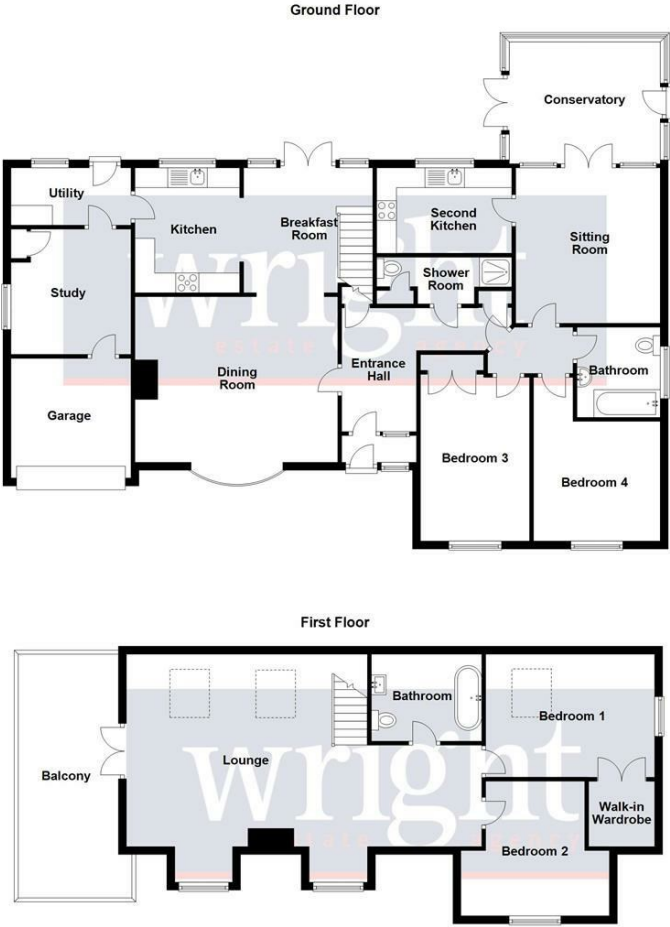 Ground Floor
Conservatory
Utility
Kitchen
Breakfast
Room
Second
Kitchen
Sitting
Room
Study
Shower
Room
Entrance
Hall
Dining
Room
Bathroom
Garage
Bedroom 3
Bedroom 4
wright
estate agency
First Floor
Bathroom
Bedroom 1
Lounge
Balcony
Walk-in
Wardrobe
Bedroom 2
wright
estate agency